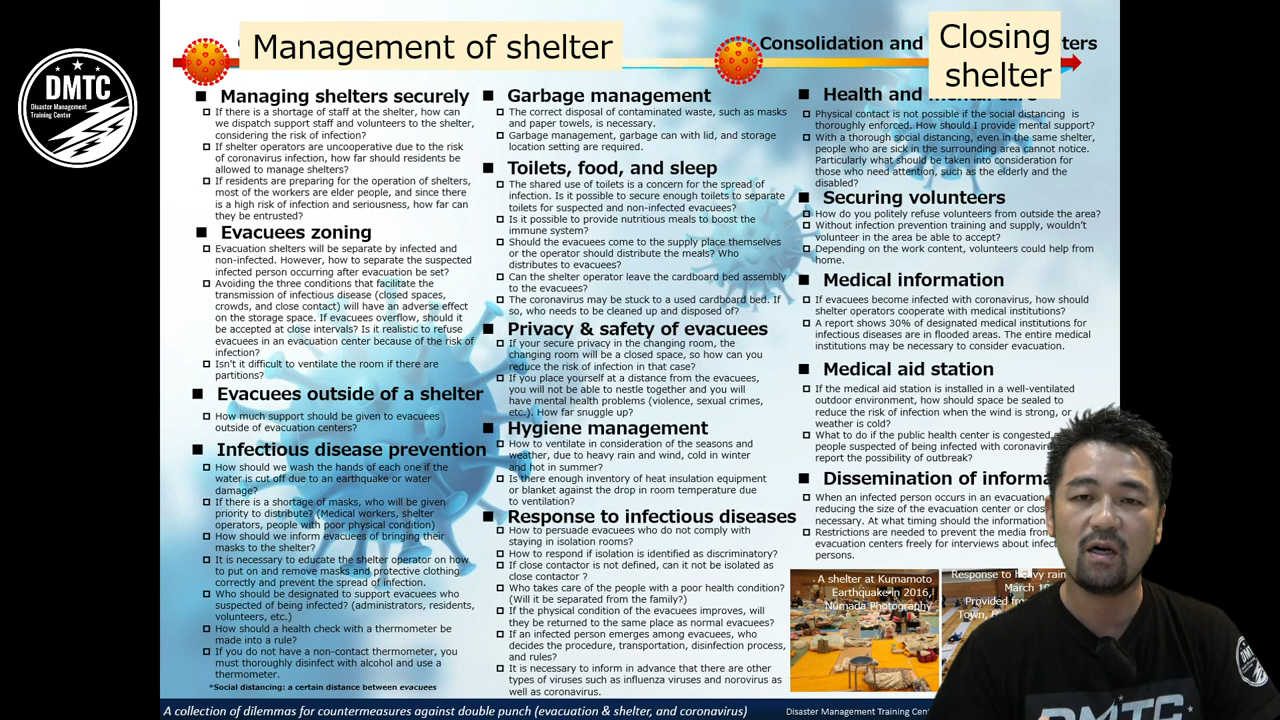 DMTC
Disaster Management
Training Center
Management of shelter
Consolidation and
Closing
shelter
ters
■ Managing shelters securely
If there is a shortage of staff at the shelter, how can
we dispatch support staff and volunteers to the shelter,
considering the risk of infection?
If shelter operators are uncooperative due to the risk
of coronavirus infection, how far should residents be
allowed to manage shelters?
If residents are preparing for the operation of shelters,
most of the workers are elder people, and since there
is a high risk of infection and seriousness, how far can
they be entrusted?
■ Evacuees zoning
Evacuation shelters will be separate by infected and
non-infected. However, how to separate the suspected
infected person occurring after evacuation be set?
Avoiding the three conditions that facilitate the
transmission of infectious disease (closed spaces,
crowds, and close contact) will have an adverse effect
on the storage space. If evacuees overflow, should it
be accepted at close intervals? Is it realistic to refuse
evacuees in an evacuation center because of the risk of
infection?
Isn't it difficult to ventilate the room if there are
partitions?
■ Evacuees outside of a shelter
How much support should be given to evacuees
outside of evacuation centers?
■ Infectious disease prevention
How should we wash the hands of each one if the
water is cut off due to an earthquake or water
damage?
If there is a shortage of masks, who will be given
priority to distribute? (Medical workers, shelter
operators, people with poor physical condition)
How should we inform evacuees of bringing their
masks to the shelter?
It is necessary to educate the shelter operator on how
to put on and remove masks and protective clothing
correctly and prevent the spread of infection.
Who should be designated to support evacuees who
suspected of being infected? (administrators, residents,
volunteers, etc.)
How should a health check with a thermometer be
made into a rule?
If you do not have a non-contact thermometer, you
must thoroughly disinfect with alcohol and use a
thermometer.
*Social distancing: a certain distance between evacuees
■ Garbage management
The correct disposal of contaminated waste, such as masks
and paper towels, is necessary.
Garbage management, garbage can with lid, and storage
location setting are required.
■ Toilets, food, and sleep
The shared use of toilets is a concern for the spread of
infection. Is it possible to secure enough toilets to separate
toilets for suspected and non-infected evacuees?
Is it possible to provide nutritious meals to boost the
immune system?
Should the evacuees come to the supply place themselves
or the operator should distribute the meals? Who
distributes to evacuees?
Can the shelter operator leave the cardboard bed assembly
to the evacuees?
The coronavirus may be stuck to a used cardboard bed. If
so, who needs to be cleaned up and disposed of?
■ Privacy & safety of evacuees
If your secure privacy in the changing room, the
changing room will be a closed space, so how can you
reduce the risk of infection in that case?
If you place yourself at a distance from the evacuees,
you will not be able to nestle together and you will
have mental health problems (violence, sexual crimes,
etc.). How far snuggle up?
■ Hygiene management
How to ventilate in consideration of the seasons and
weather, due to heavy rain and wind, cold in winter
and hot in summer?
Is there enough inventory of heat insulation equipment
or blanket against the drop in room temperature due
to ventilation?
■ Response to infectious diseases
How to persuade evacuees who do not comply with
staying in isolation rooms?
How to respond if isolation is identified as discriminatory?
If close contactor is not defined, can it not be isolated as
close contactor ?
Who takes care of the people with a poor health condition?
(Will it be separated from the family?)
If the physical condition of the evacuees improves, will
they be returned to the same place as normal evacuees?
If an infected person emerges among evacuees, who
decides the procedure, transportation, disinfection process,
and rules?
It is necessary to inform in advance that there are other
types of viruses such as influenza viruses and norovirus as
well as coronavirus.
■ Health and mental care
Physical contact is not possible if the social distancing is
thoroughly enforced. How should I provide mental support?
With a thorough social distancing, even in the same shelter,
people who are sick in the surrounding area cannot notice.
Particularly what should be taken into consideration for
those who need attention, such as the elderly and the
disabled?
■ Securing volunteers
How do you politely refuse volunteers from outside the area?
Without infection prevention training and supply, wouldn't
volunteer in the area be able to accept?
Depending on the work content, volunteers could help from
home.
■ Medical information
If evacuees become infected with coronavirus, how should
shelter operators cooperate with medical institutions?
A report shows 30% of designated medical institutions for
infectious diseases are in flooded areas. The entire medical
institutions may be necessary to consider evacuation.
■ Medical aid station
If the medical aid station is installed in a well-ventilated
outdoor environment, how should space be sealed to
reduce the risk of infection when the wind is strong, or
weather is cold?
What to do if the public health center is congested
people suspected of being infected with coronavir
report the possibility of outbreak?
■ Dissemination of informa
When an infected person occurs in an evacuation
reducing the size of the evacuation center or clos
necessary. At what timing should the information
Restrictions are needed to prevent the media from
evacuation centers freely for interviews about infect
persons.
A shelter at Kumamoto
Earthquake in 2016,
Numada Photography
Response to heavy rain
March
Provided fro
Town,
A collection of dilemmas for countermeasures against double punch (evacuation & shelter, and coronavirus)
Disaster Management Training Cen
DMTC
DMTC